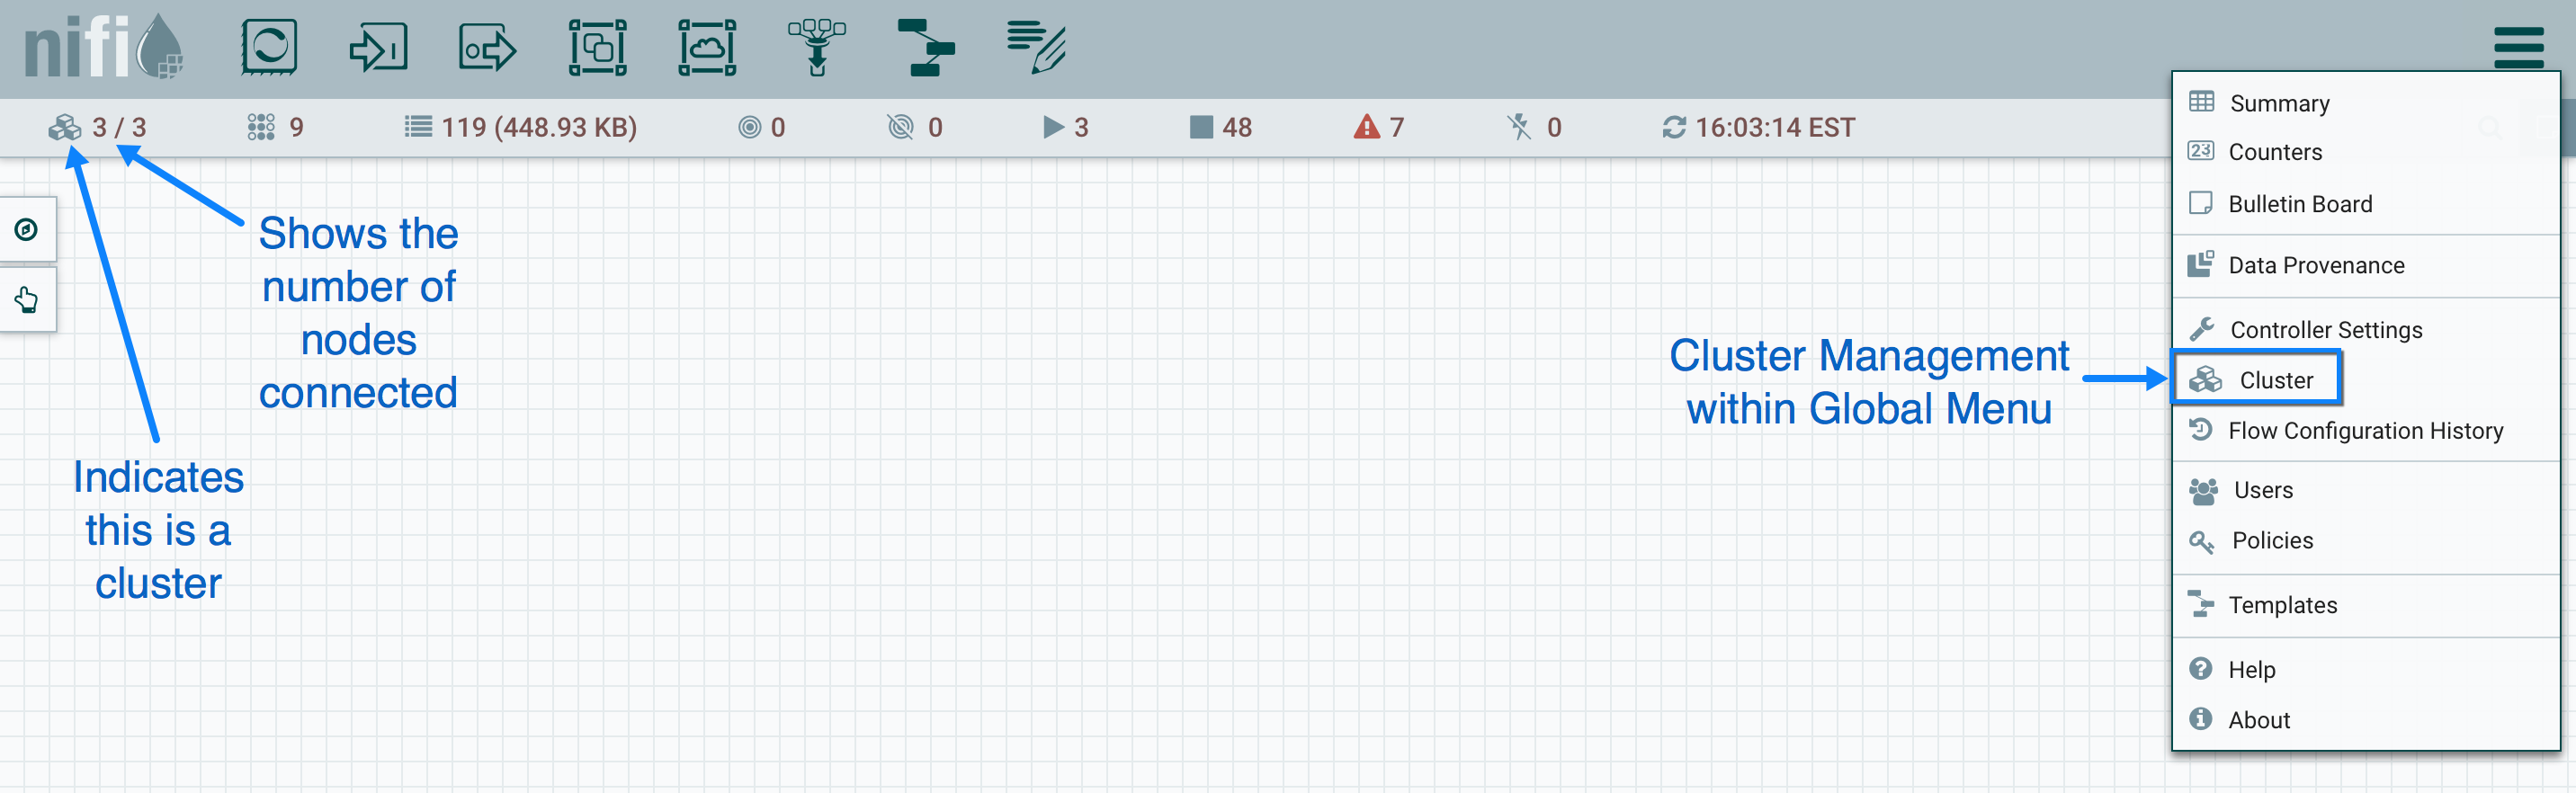 nifi
3 / 3
9
119 (448.93 KB)
0
0
3
48
7
0
16:03:14 EST
Shows the
number of
nodes
connected
Indicates
this is a
cluster
Cluster Management
within Global Menu
Summary
23
Counters
Bulletin Board
Data Provenance
Controller Settings
Cluster
Flow Configuration History
Users
Policies
Templates
Help
About